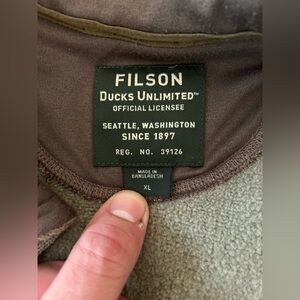 FILSON
DUCKS UNLIMITED™
OFFICIAL LICENSEE
SEATTLE, WASHINGTON
SINCE 1897
REG. NO. 39126
MADE IN
BANGLADESH
XL